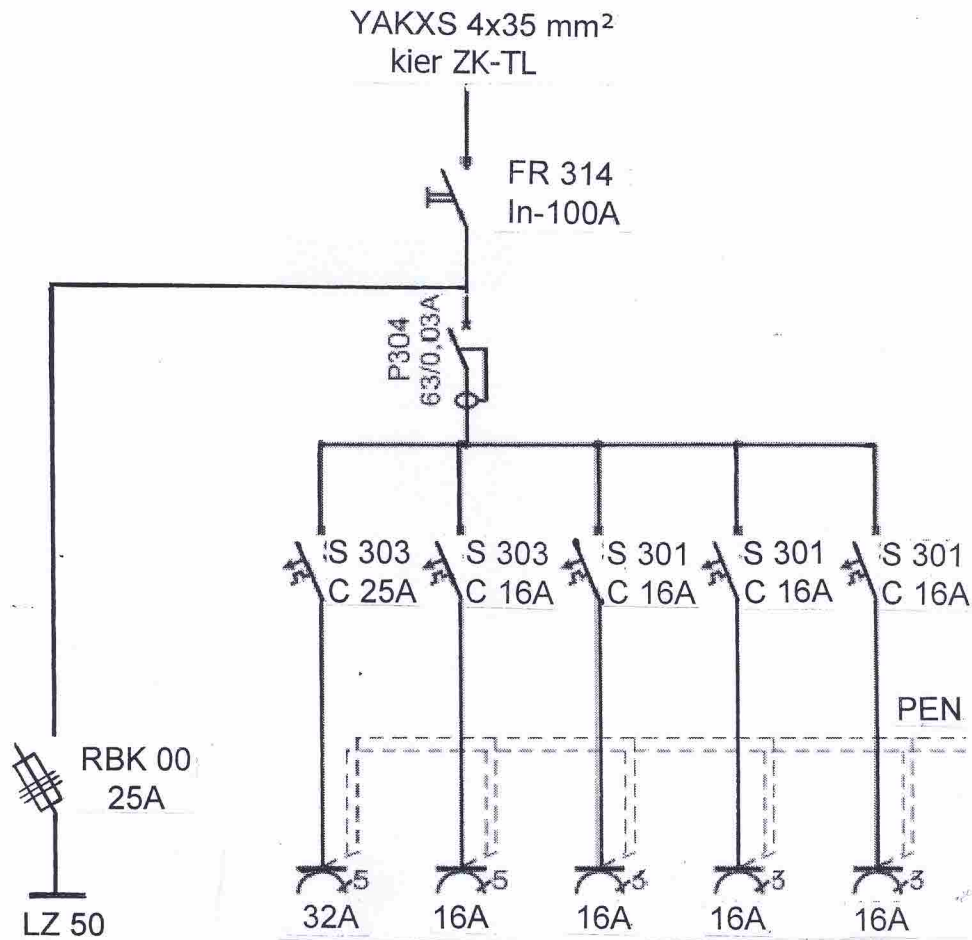 YAKXS 4x35 mm²
kier ZK-TL
FR 314
In-100A
P304
63/0,03A
S 303
C 25A
S 303
C 16A
S 301
C 16A
S 301
C 16A
S 301
C 16A
PEN
RBK 00
25A
5
5
3
3
3
LZ 50
32A
16A
16A
16A
16A